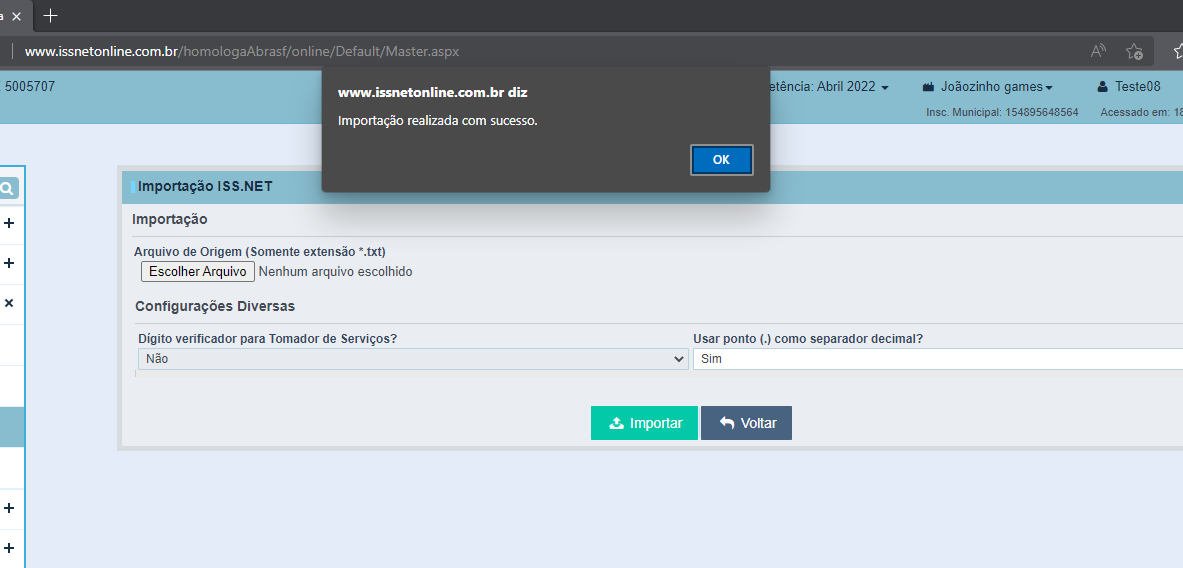 www.issnetonline.com.br/homologaAbrasf/online/Default/Master.aspx
5005707
etência: Abril 2022
Joãozinho games
Teste08
Insc. Municipal: 154895648564
Acessado em: 18
www.issnetonline.com.br diz
Importação realizada com sucesso.
OK
Importação ISS.NET
Importação
Arquivo de Origem (Somente extensão *.txt)
Escolher Arquivo Nenhum arquivo escolhido
Configurações Diversas
Dígito verificador para Tomador de Serviços?
Usar ponto (.) como separador decimal?
Não
Sim
Importar
Voltar